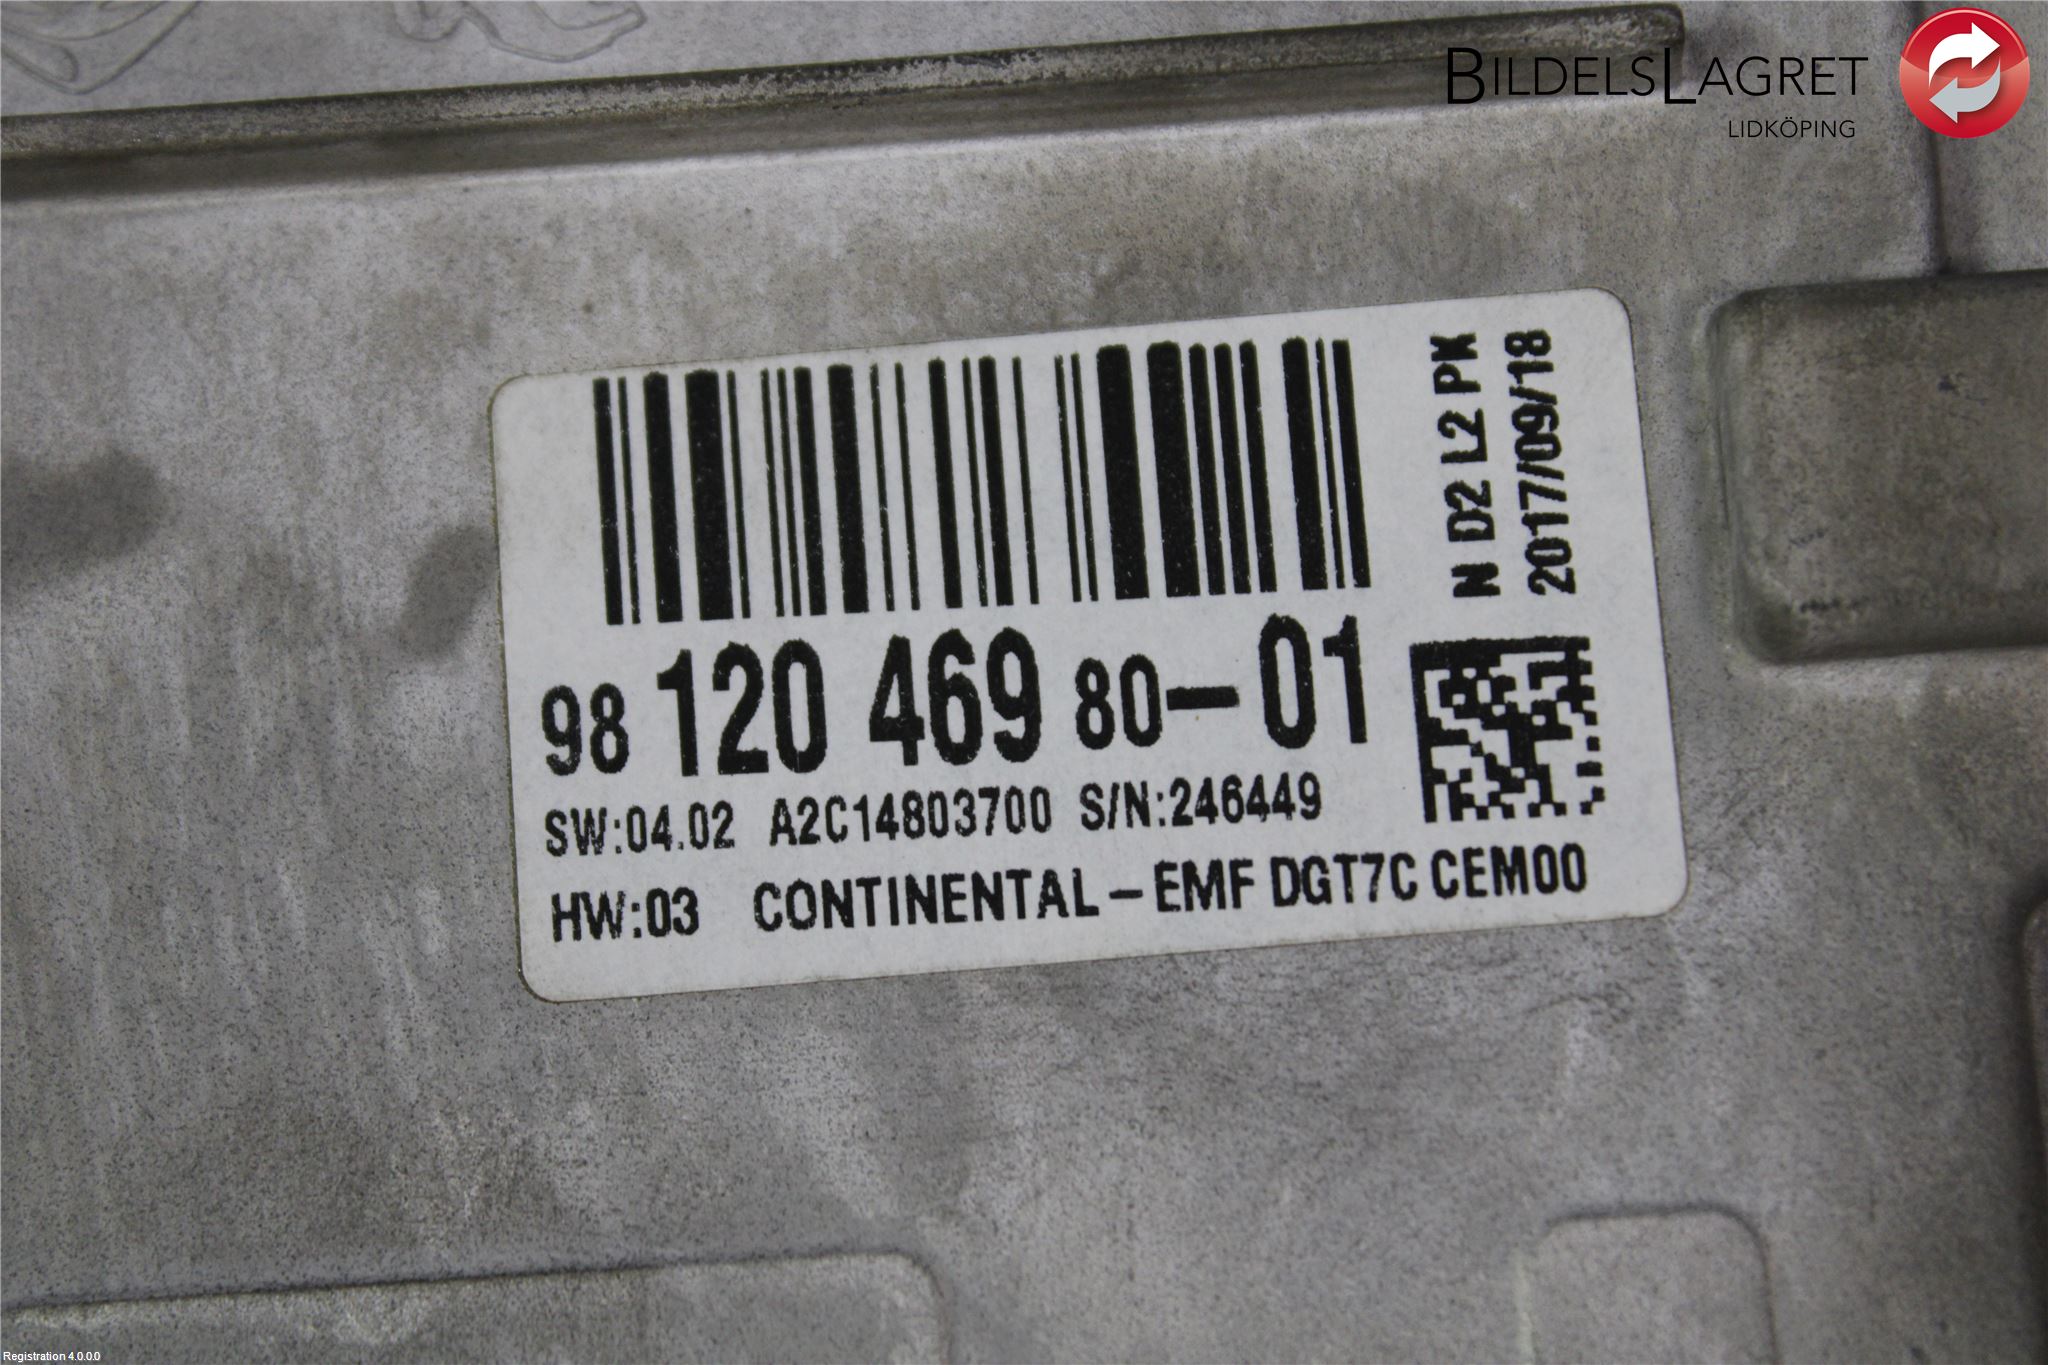 BILDELSLAGRET
LIDKÖPING
N D2 L2 PK
2017/09/18
98 120 469 80-01
SW:04.02 A2C14803700 S/N:246449
HW:03 CONTINENTAL-EMF DGT7C CEM00
Registration 4.0.0.0